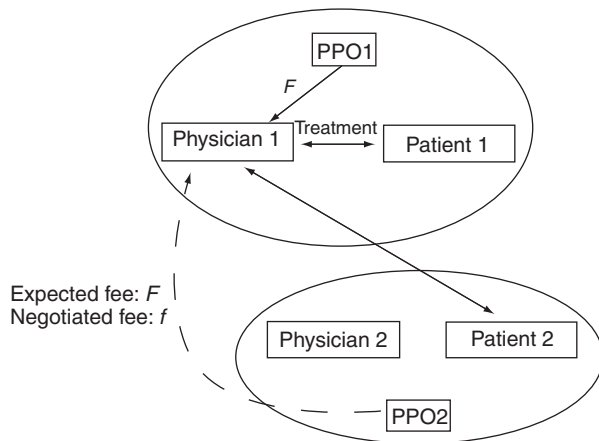 PPO1
F
Treatment
Physician 1
Patient 1
Expected fee: F
Negotiated fee: f
Physician 2
Patient 2
PPO2